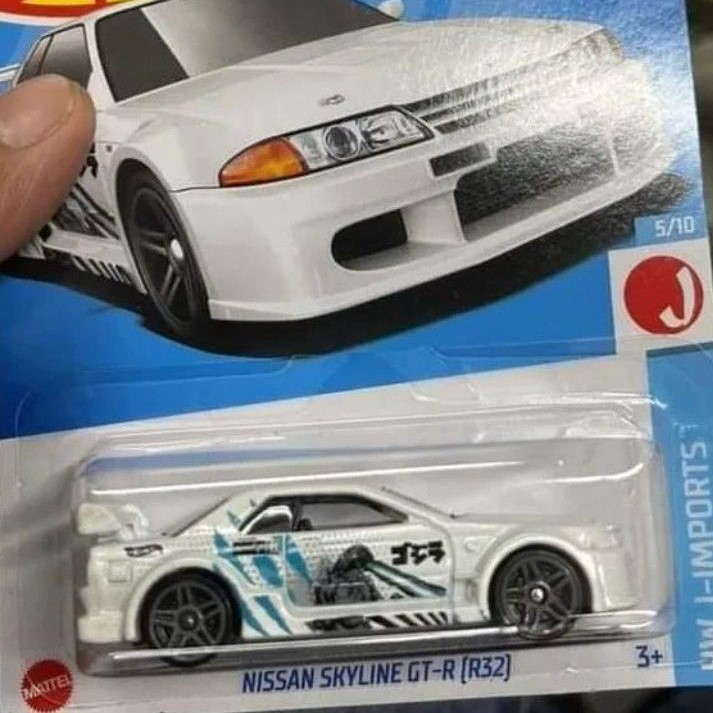 5/10
J
HW J-IMPORTS
ゴジラ
3+
NISSAN SKYLINE GT-R (R32)
MATTEL